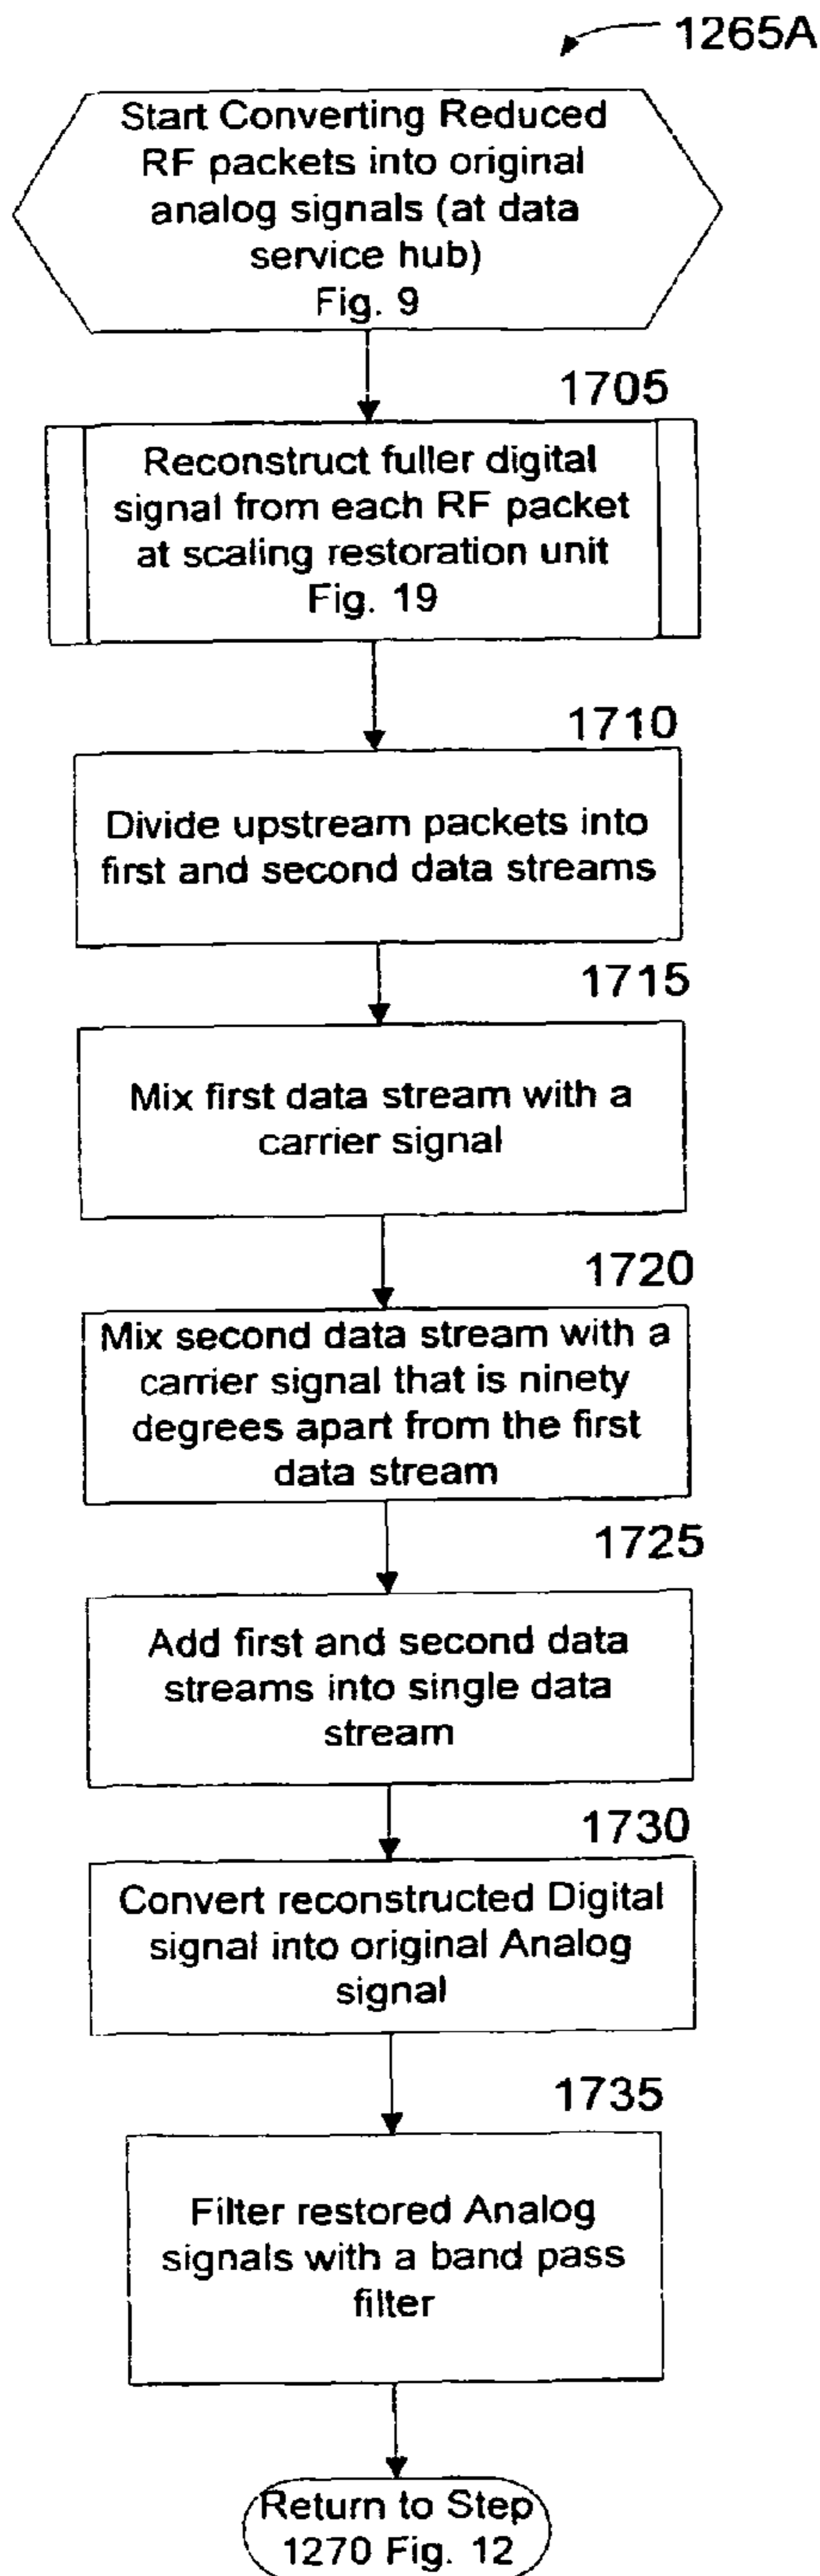 1265A
Start Converting Reduced
RF packets into original
analog signals (at data
service hub)
Fig. 9
1705
Reconstruct fuller digital
signal from each RF packet
at scaling restoration unit
Fig. 19
1710
Divide upstream packets into
first and second data streams
1715
Mix first data stream with a
carrier signal
1720
Mix second data stream with a
carrier signal that is ninety
degrees apart from the first
data stream
1725
Add first and second data
streams into single data
stream
1730
Convert reconstructed Digital
signal into original Analog
signal
1735
Filter restored Analog
signals with a band pass
filter
Return to Step
1270 Fig. 12